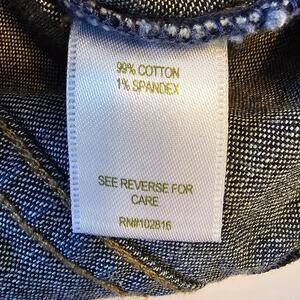 99% COTTON
1% SPANDEX
SEE REVERSE FOR
CARE
RN#102816